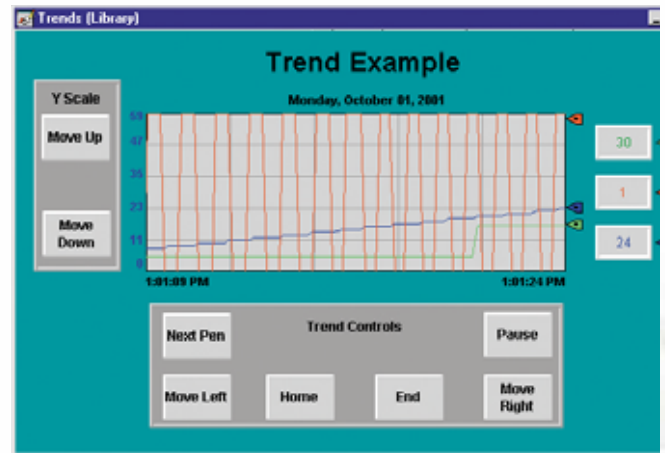 Trends (Library)
Trend Example
Y Scale
Move Up
Move
Down
Monday, October 01, 2001
59
47
35
23
11
0
1:01:09 PM
1:01:24 PM
30
1
24
Trend Controls
Next Pen
Pause
Move Left
Home
End
Move
Right